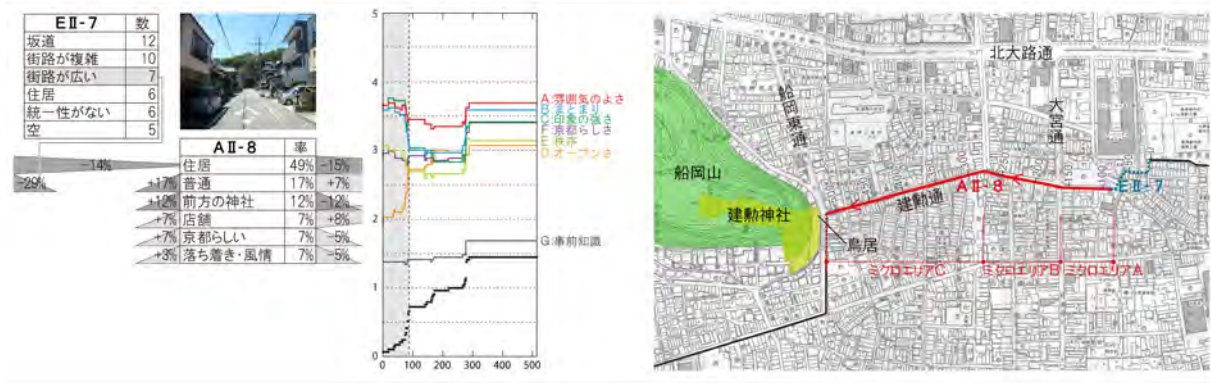 EⅡ-7 数
坂道 12
街路が複雑 10
街路が広い 7
住居 6
統一性がない 6
空 5
AⅡ-8 率
-14% 住居 49% -15%
-29% +17% 普通 17% +7%
+12% 前方の神社 12% -12%
+7% 店舗 7% +8%
+7% 京都らしい 7% -5%
+3% 落ち着き・風情 7% -5%
5
4
3
2
1
0
0 100 200 300 400 500
A:雰囲気のよさ
B:まとまり
C:印象の強さ
F:京都らしさ
E:秩序
D:オープンさ
G:事前知識
北大路通
船岡東通
大宮通
船岡山
AⅡ-8
EⅡ-7
建勲通
建勲神社
鳥居
ミクロエリアC
ミクロエリアB
ミクロエリアA